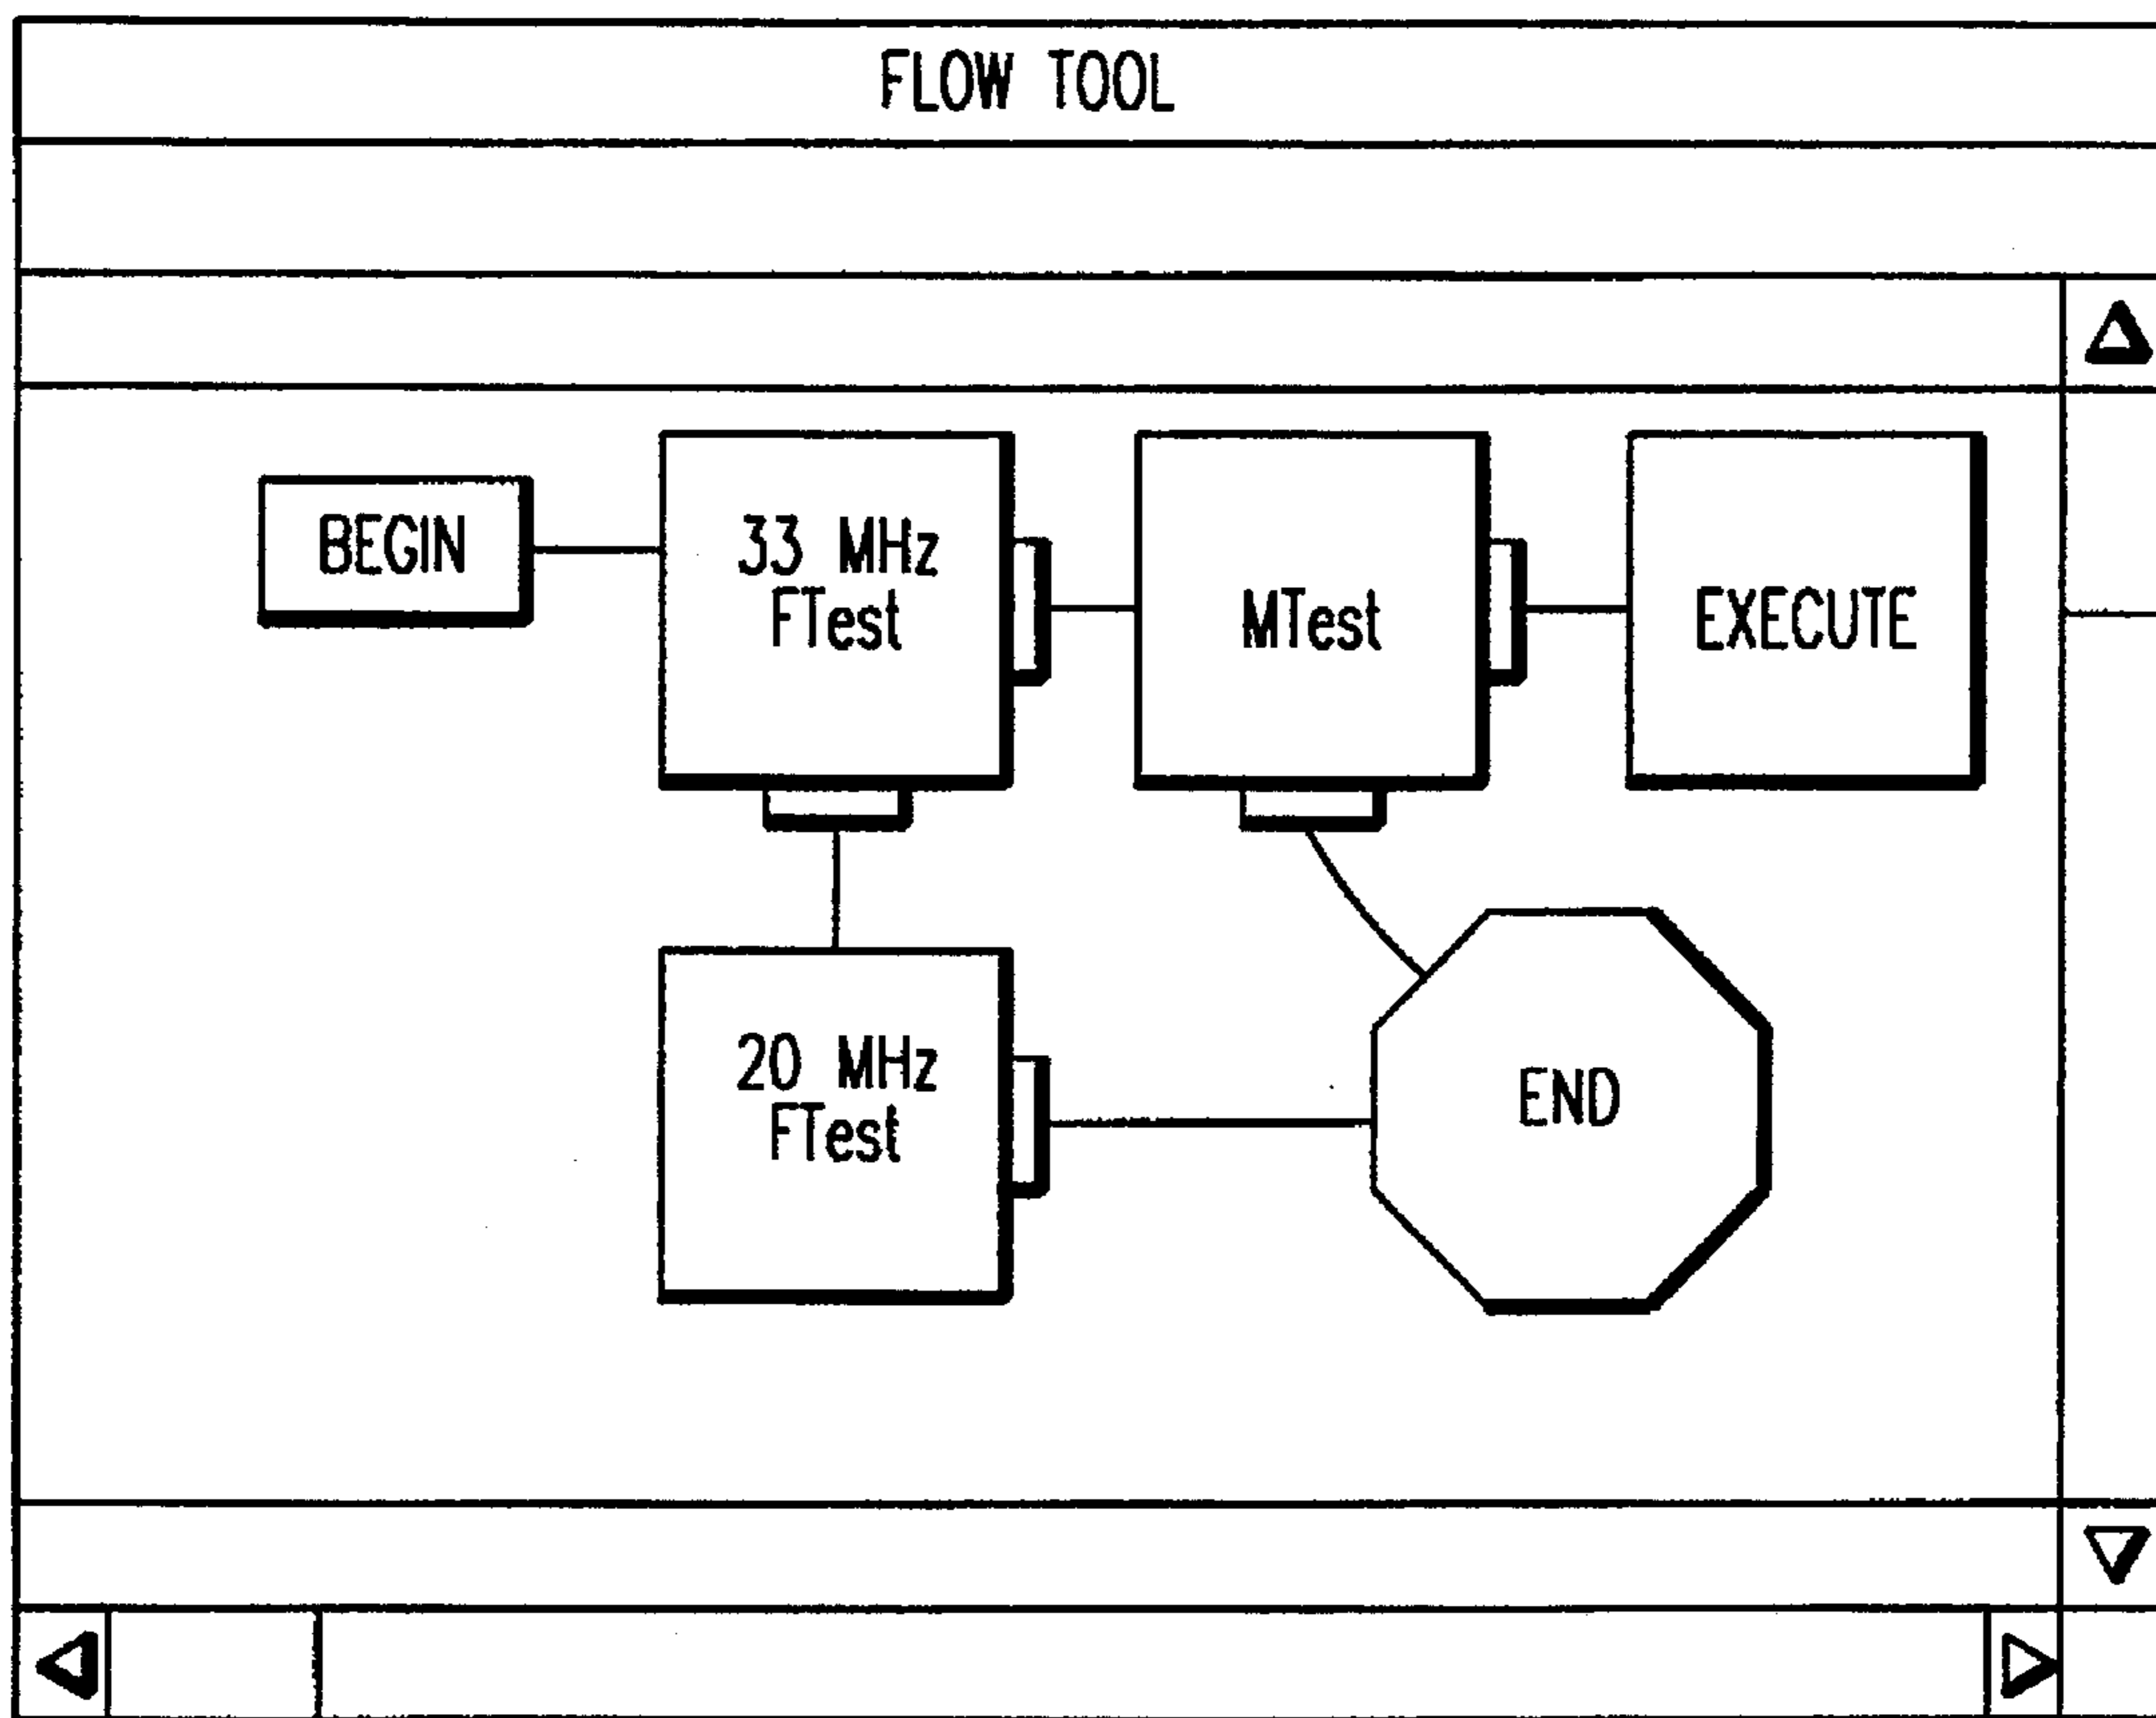 FLOW TOOL
BEGIN
33 MHz
FTest
MTest
EXECUTE
20 MHz
FTest
END